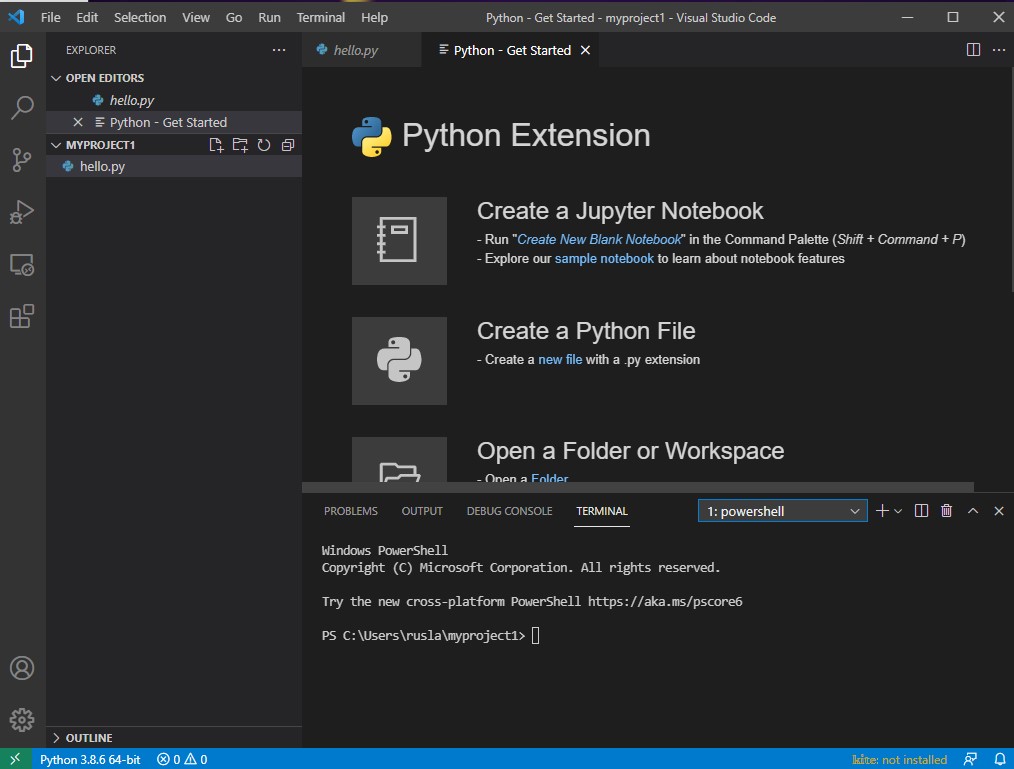 File Edit Selection View Go Run Terminal Help
Python - Get Started - myproject1 - Visual Studio Code
EXPLORER
OPEN EDITORS
hello.py
Python - Get Started
MYPROJECT1
hello.py
OUTLINE
hello.py
Python - Get Started
Python Extension
Create a Jupyter Notebook
- Run "Create New Blank Notebook" in the Command Palette (Shift + Command + P)
- Explore our sample notebook to learn about notebook features
Create a Python File
- Create a new file with a .py extension
Open a Folder or Workspace
- Open a Folder
PROBLEMS OUTPUT DEBUG CONSOLE TERMINAL
1: powershell
Windows PowerShell
Copyright (C) Microsoft Corporation. All rights reserved.
Try the new cross-platform PowerShell https://aka.ms/pscore6
PS C:\Users\rusla\myproject1>
Python 3.8.6 64-bit 0 0
kite: not installed